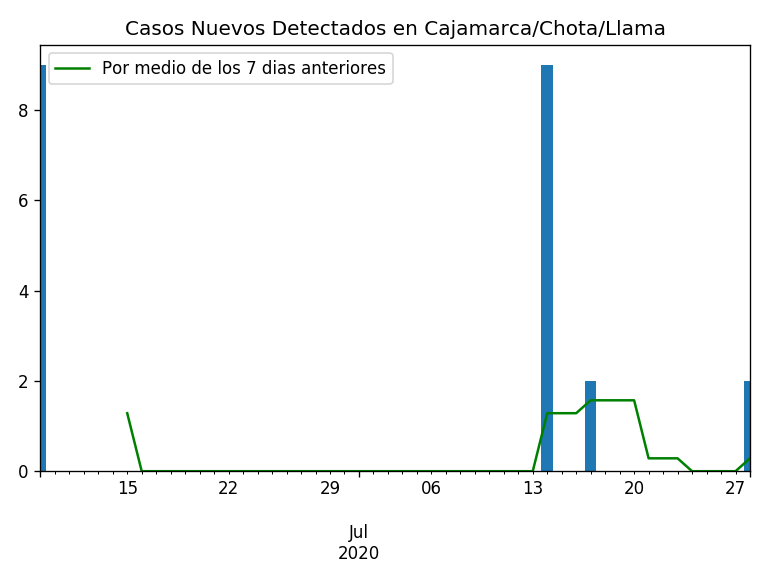 Casos Nuevos Detectados en Cajamarca/Chota/Llama
Por medio de los 7 dias anteriores
8
6
4
2
0
15 22 29 06 13 20 27
Jul
2020